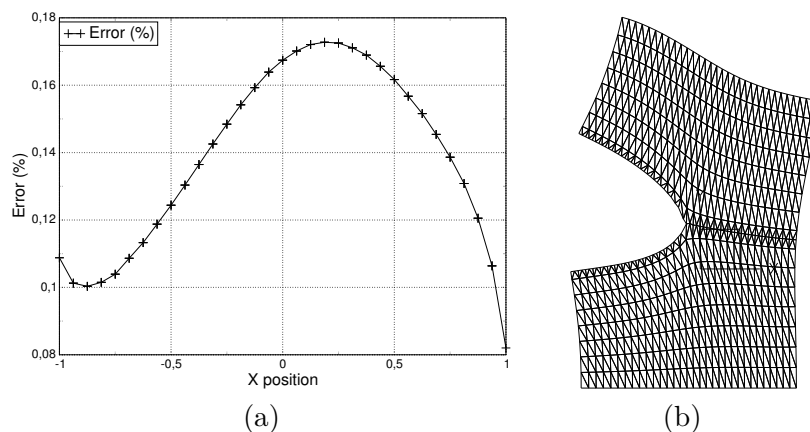 0,18
Error (%)
0,16
0,14
Error (%)
0,12
0,1
0,08
-1
-0,5
0
0,5
1
X position
(a)
(b)